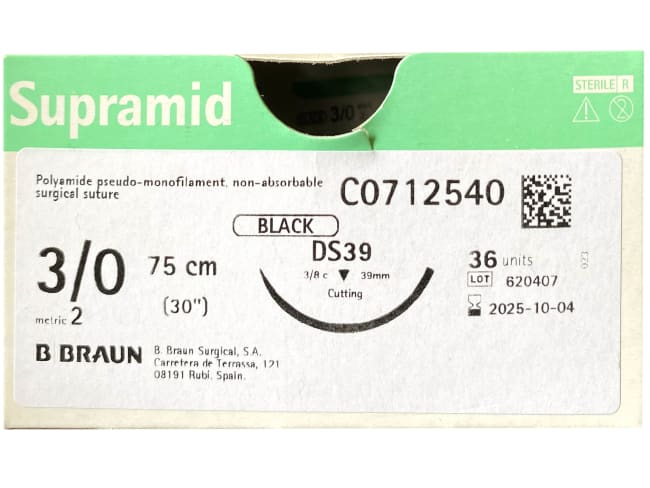 Supramid
3/0
STERILE R
Polyamide pseudo-monofilament, non-absorbable
surgical suture
C0712540
BLACK
DS39
3/8 c ▼ 39mm
Cutting
3/0 75 cm
(30")
metric 2
36 units
LOT 620407
2025-10-04
023
B BRAUN
B. Braun Surgical, S.A.
Carretera de Terrassa, 121
08191 Rubí. Spain.